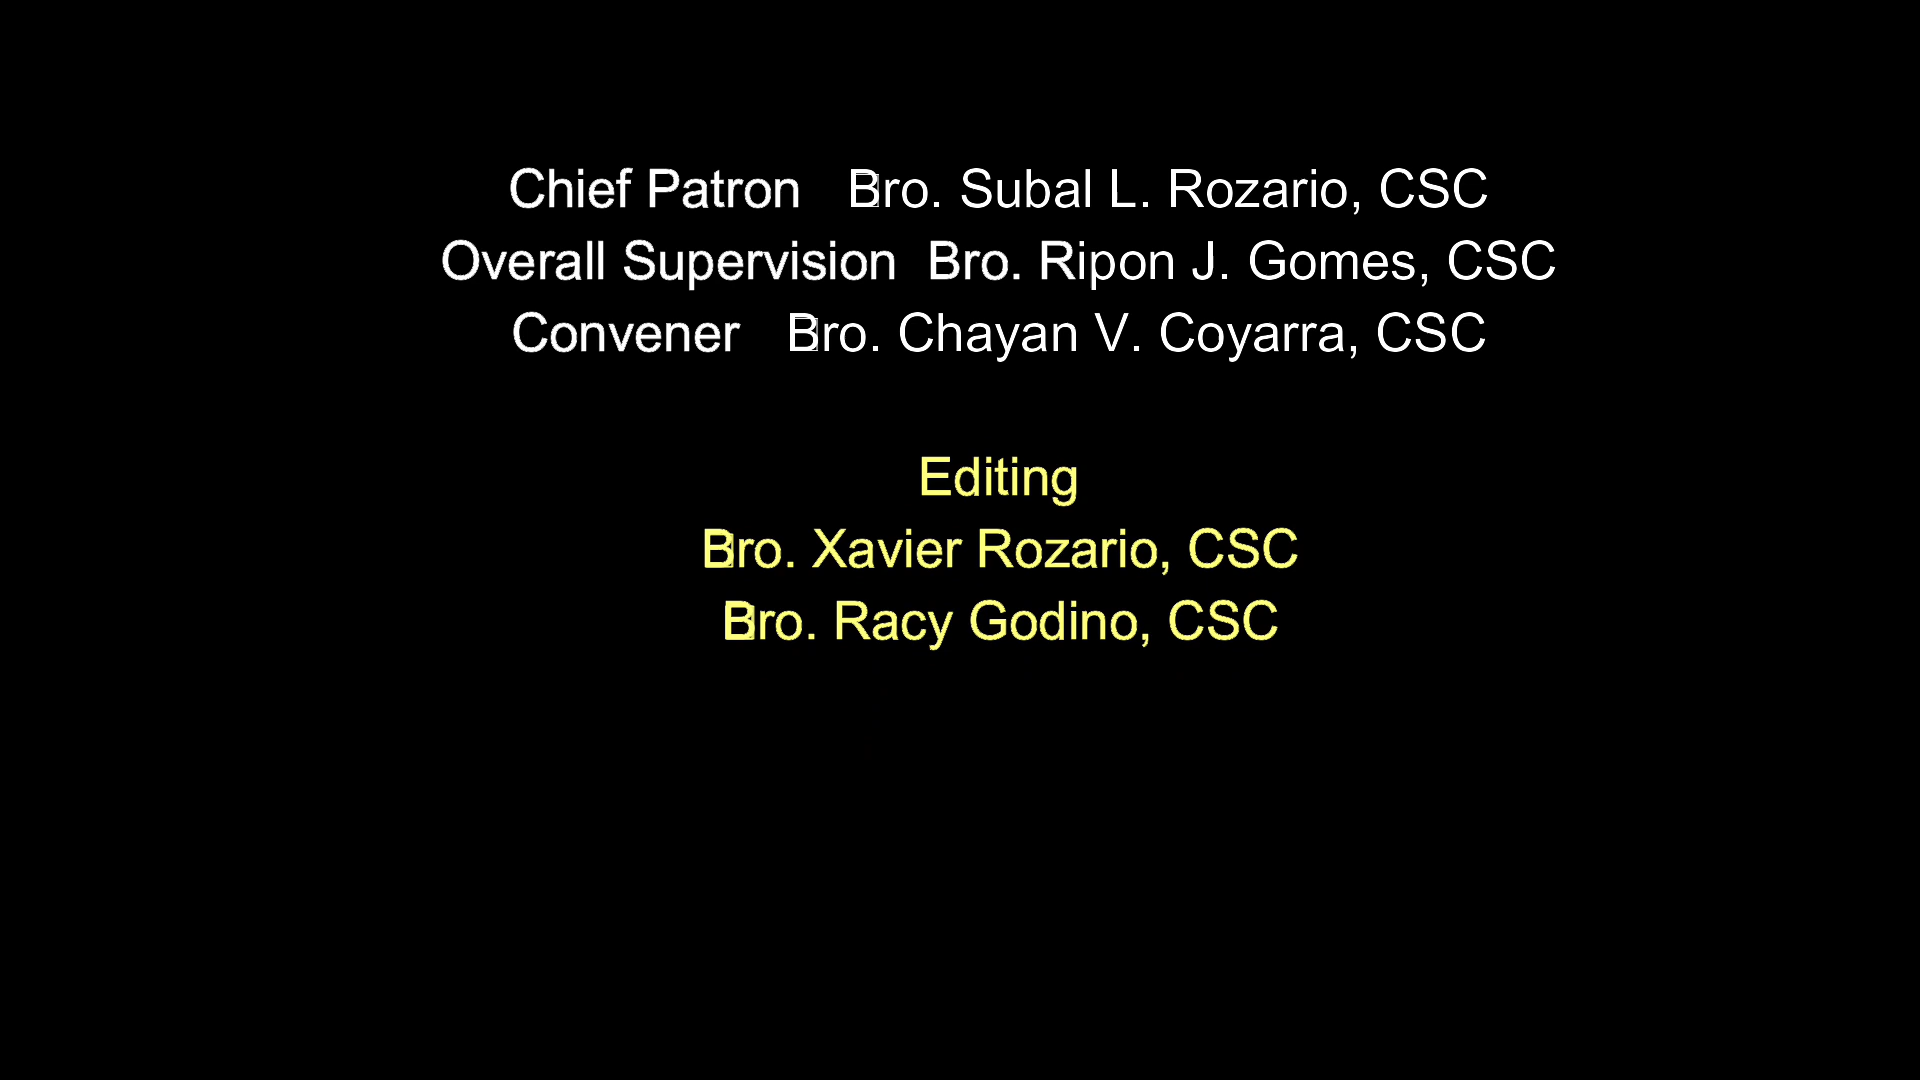 Chief Patron Bro. Subal L. Rozario, CSC
Overall Supervision Bro. Ripon J. Gomes, CSC
Convener Bro. Chayan V. Coyarra, CSC
Editing
Bro. Xavier Rozario, CSC
Bro. Racy Godino, CSC